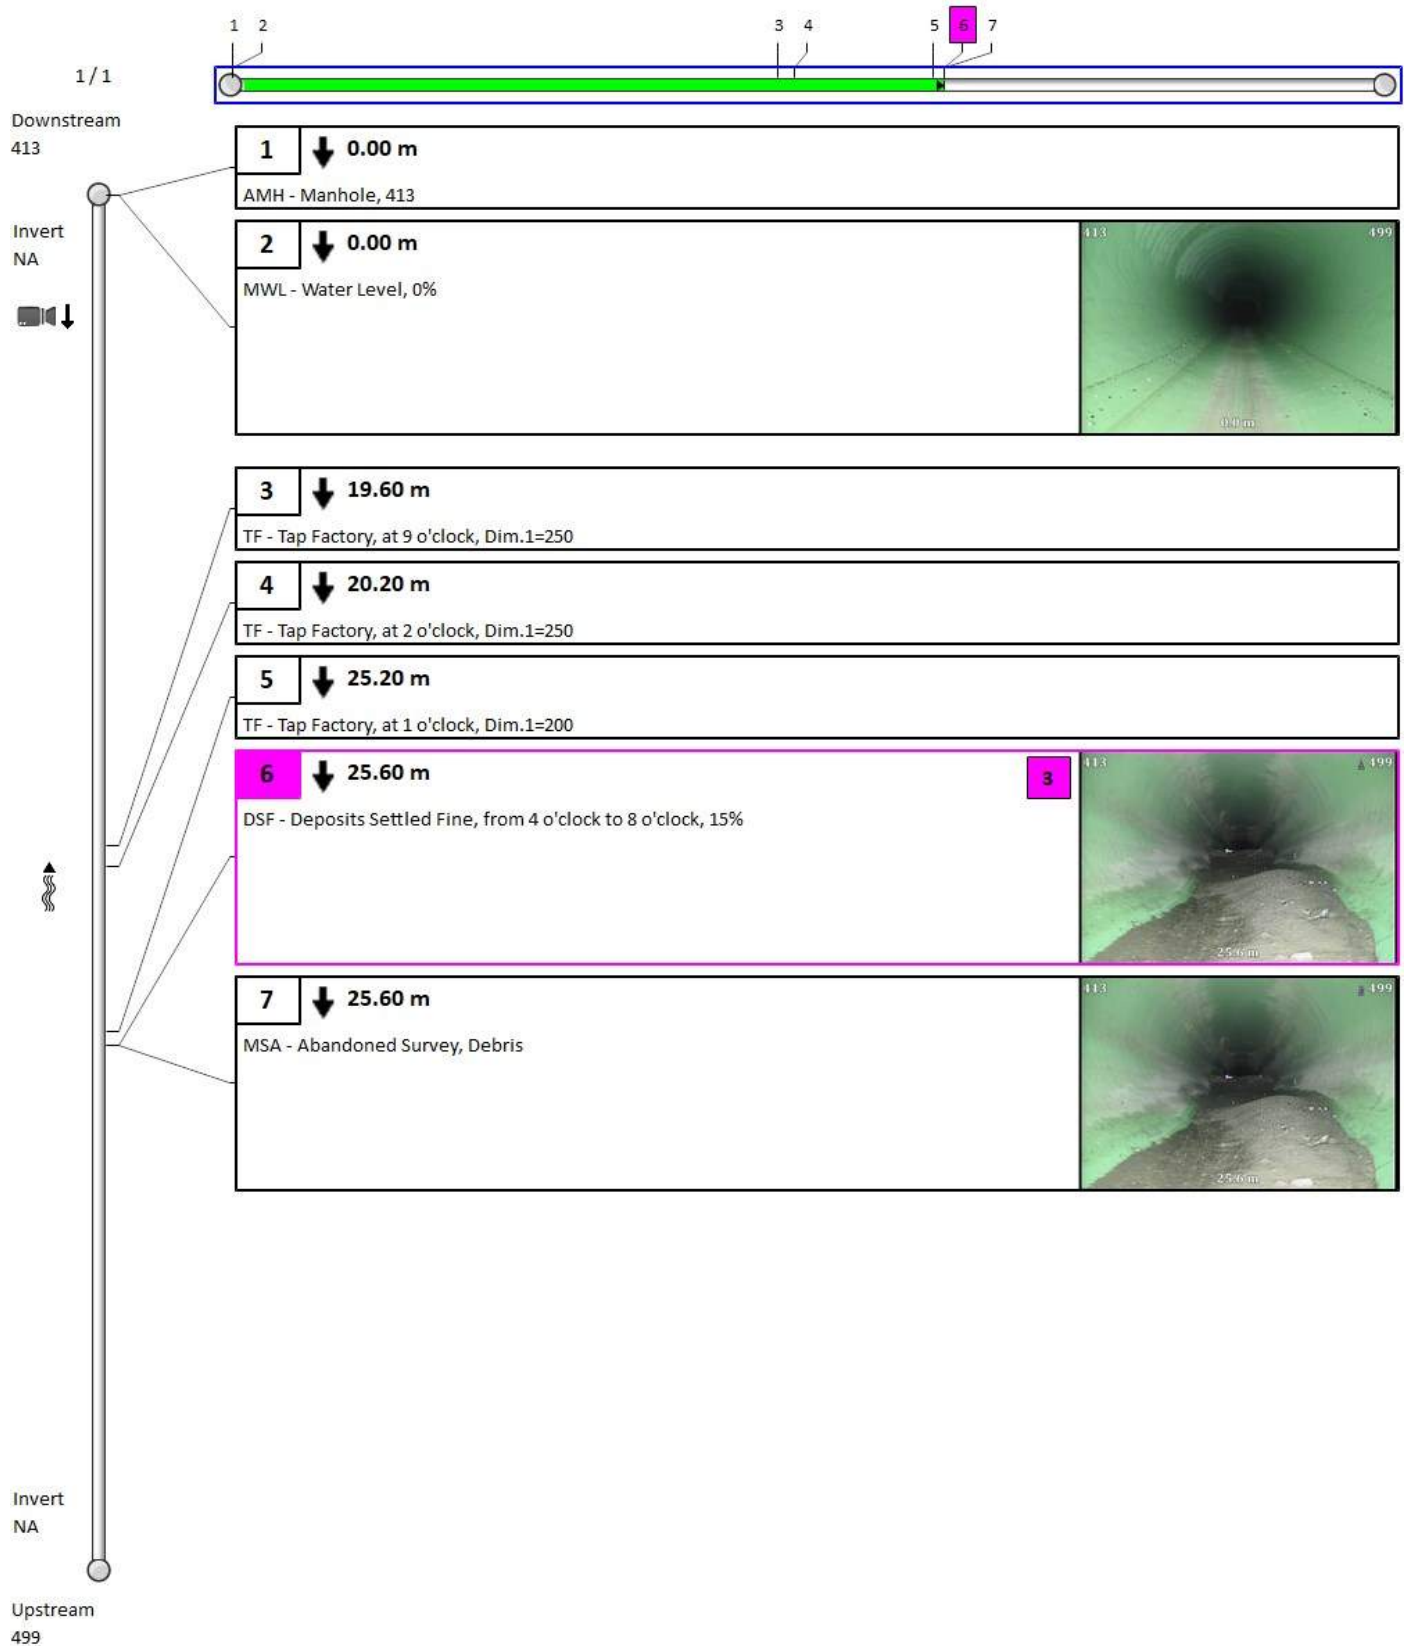 1 2 3 4 5 6 7
1 / 1
Downstream
413
1 0.00 m
AMH - Manhole, 413
Invert
NA
2 0.00 m
MWL - Water Level, 0%
413 499
0.0 m
3 19.60 m
TF - Tap Factory, at 9 o'clock, Dim.1=250
4 20.20 m
TF - Tap Factory, at 2 o'clock, Dim.1=250
5 25.20 m
TF - Tap Factory, at 1 o'clock, Dim.1=200
6 25.60 m 3
DSF - Deposits Settled Fine, from 4 o'clock to 8 o'clock, 15%
413 499
25.6 m
7 25.60 m
MSA - Abandoned Survey, Debris
413 499
25.6 m
Invert
NA
Upstream
499